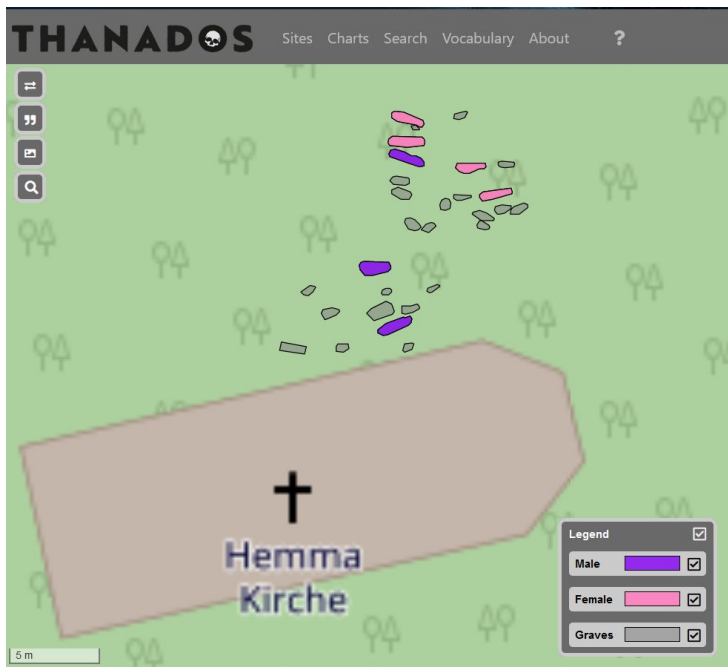 THANADOS
Sites Charts Search Vocabulary About ?
Hemma
Kirche
Legend
Male
Female
Graves
5 m